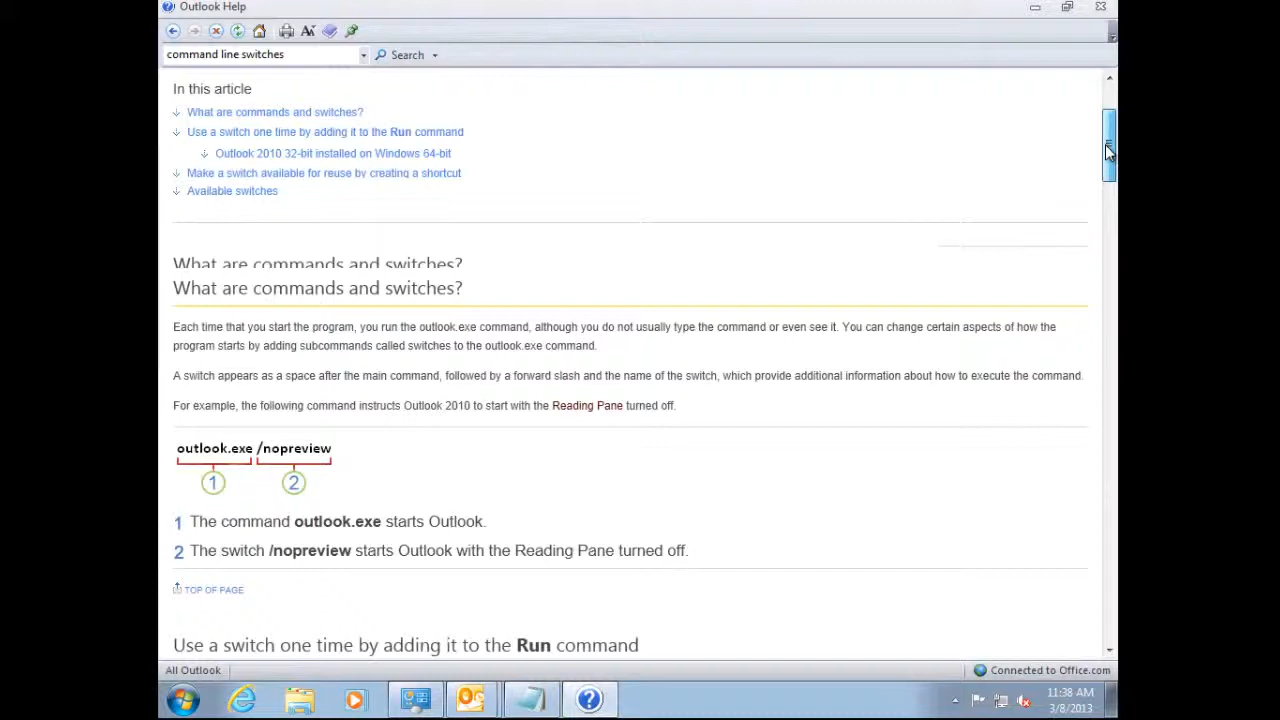 Outlook Help
command line switches
Search
In this article
What are commands and switches?
Use a switch one time by adding it to the Run command
Outlook 2010 32-bit installed on Windows 64-bit
Make a switch available for reuse by creating a shortcut
Available switches
What are commands and switches?
What are commands and switches?
Each time that you start the program, you run the outlook.exe command, although you do not usually type the command or even see it. You can change certain aspects of how the
program starts by adding subcommands called switches to the outlook.exe command.
A switch appears as a space after the main command, followed by a forward slash and the name of the switch, which provide additional information about how to execute the command.
For example, the following command instructs Outlook 2010 to start with the Reading Pane turned off.
outlook.exe /nopreview
1 2
1 The command outlook.exe starts Outlook.
2 The switch /nopreview starts Outlook with the Reading Pane turned off.
TOP OF PAGE
Use a switch one time by adding it to the Run command
All Outlook
Connected to Office.com
11:38 AM
3/8/2013